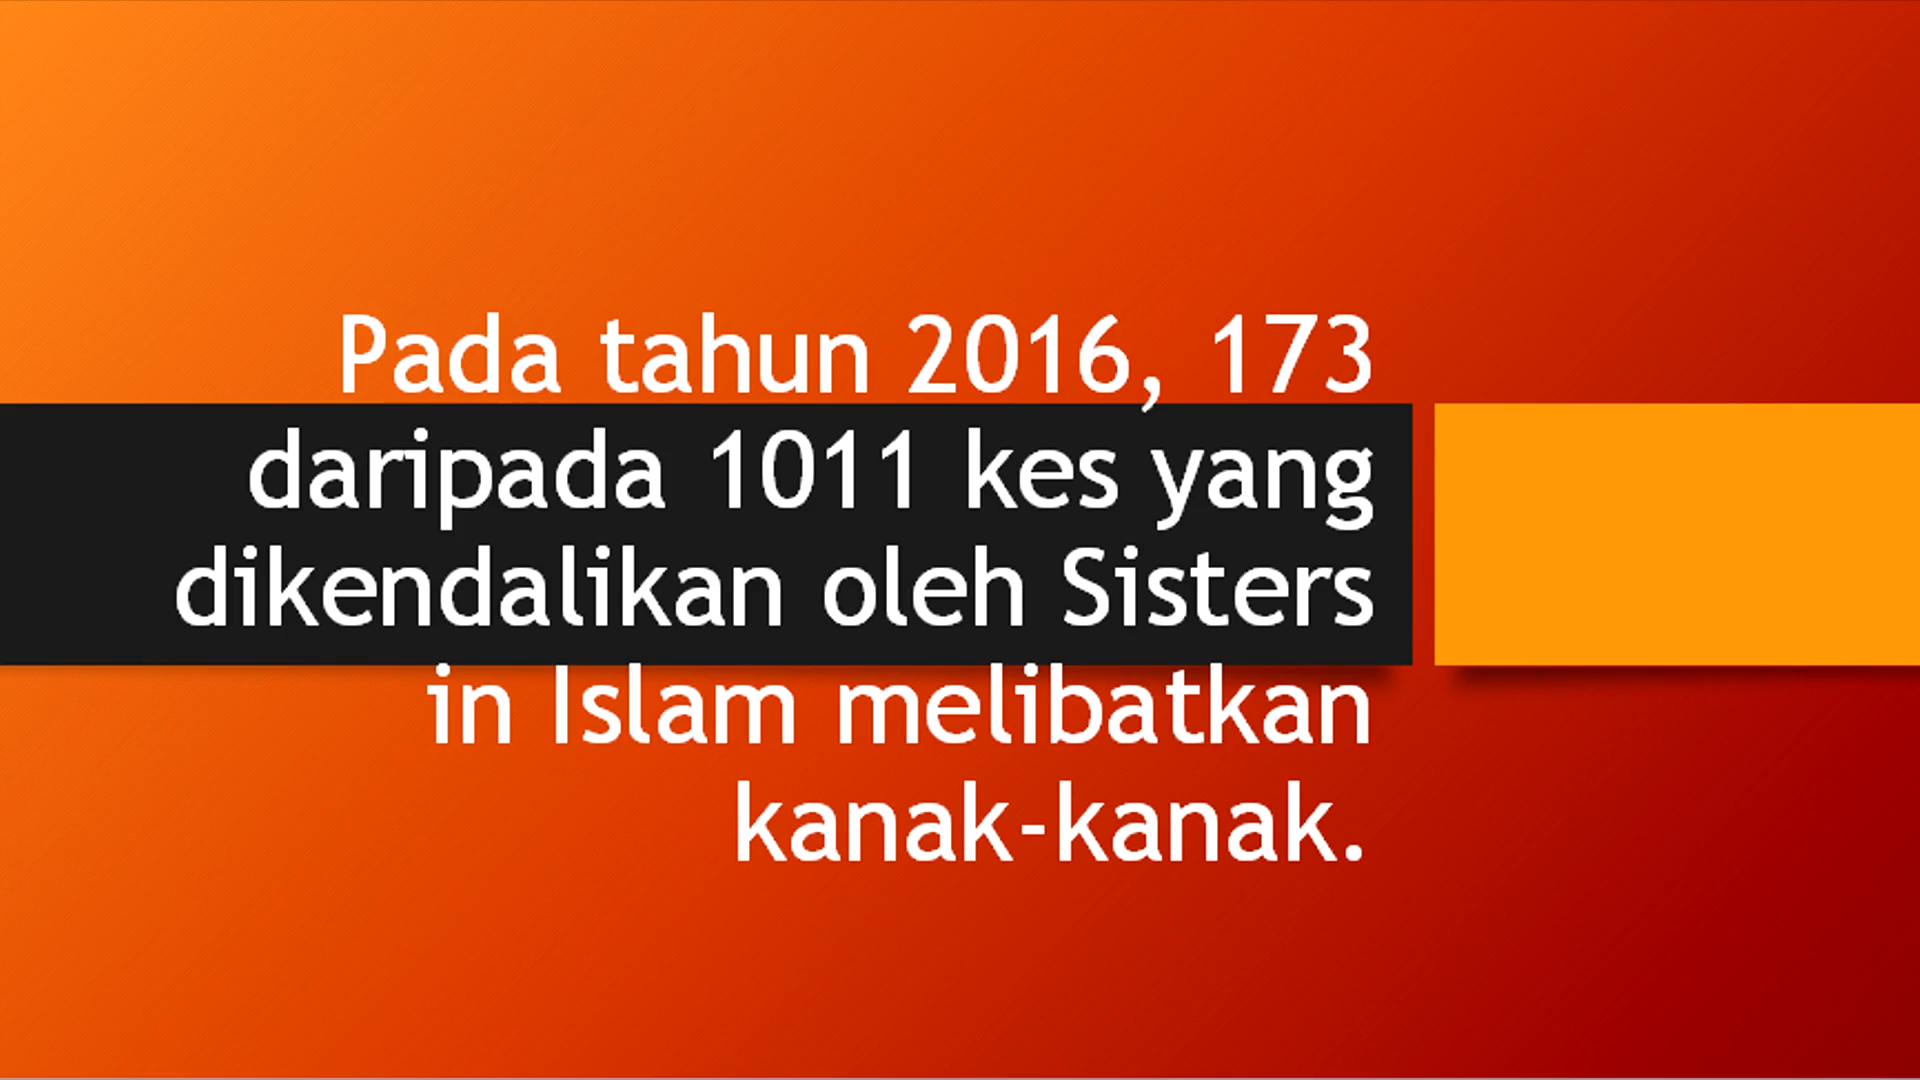 Pada tahun 2016, 173
daripada 1011 kes yang
dikendalikan oleh Sisters
in Islam melibatkan
kanak-kanak.